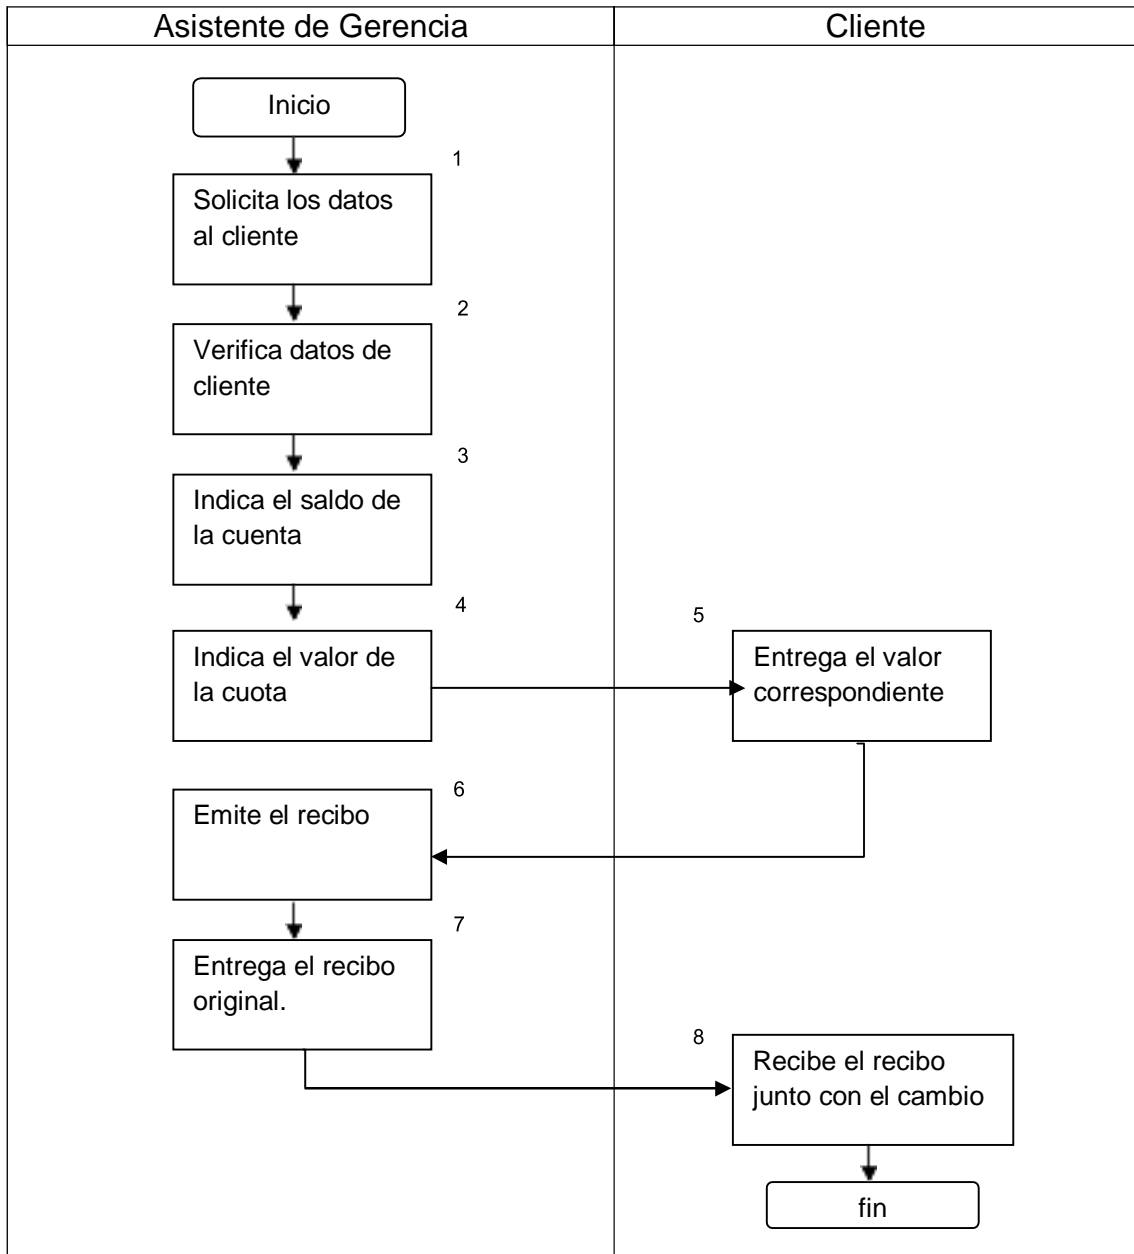 Asistente de Gerencia
Cliente
Inicio
1
Solicita los datos
al cliente
2
Verifica datos de
cliente
3
Indica el saldo de
la cuenta
4
Indica el valor de
la cuota
5
Entrega el valor
correspondiente
6
Emite el recibo
7
Entrega el recibo
original.
8
Recibe el recibo
junto con el cambio
fin